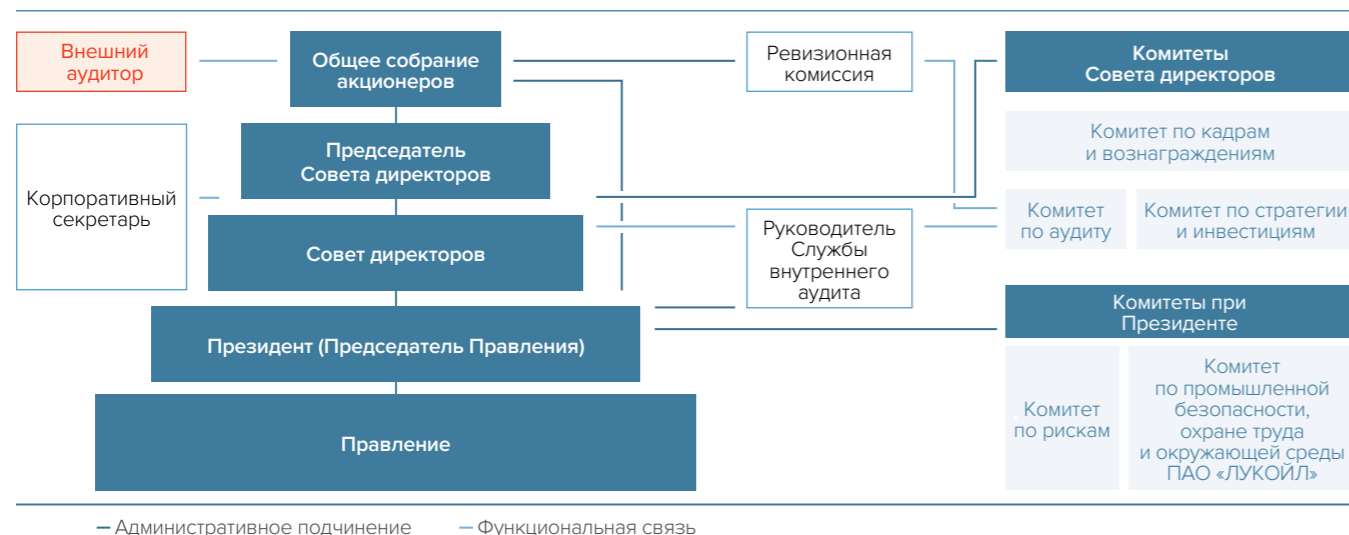 Внешний
аудитор
Общее собрание
акционеров
Ревизионная
комиссия
Комитеты
Совета директоров
Корпоративный
секретарь
Председатель
Совета директоров
Комитет по кадрам
и вознаграждениям
Совет директоров
Руководитель
Службы
внутреннего
аудита
Комитет
по аудиту
Комитет по стратегии
и инвестициям
Президент (Председатель Правления)
Комитеты при
Президенте
Правление
Комитет
по рискам
Комитет
по промышленной
безопасности,
охране труда
и окружающей среды
ПАО «ЛУКОЙЛ»
Административное подчинение
Функциональная связь